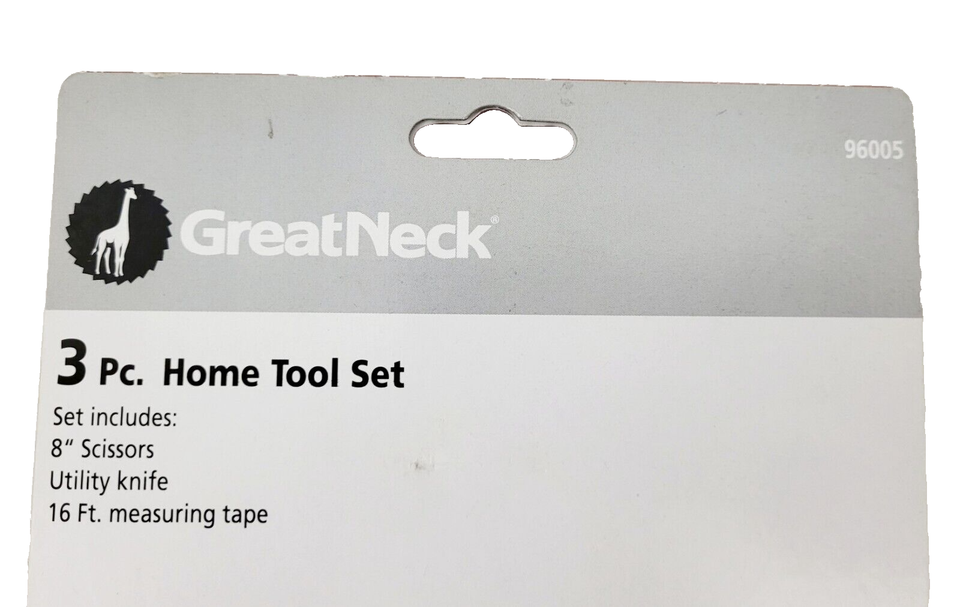 96005
GreatNeck®
3 Pc. Home Tool Set
Set includes:
8“ Scissors
Utility knife
16 Ft. measuring tape